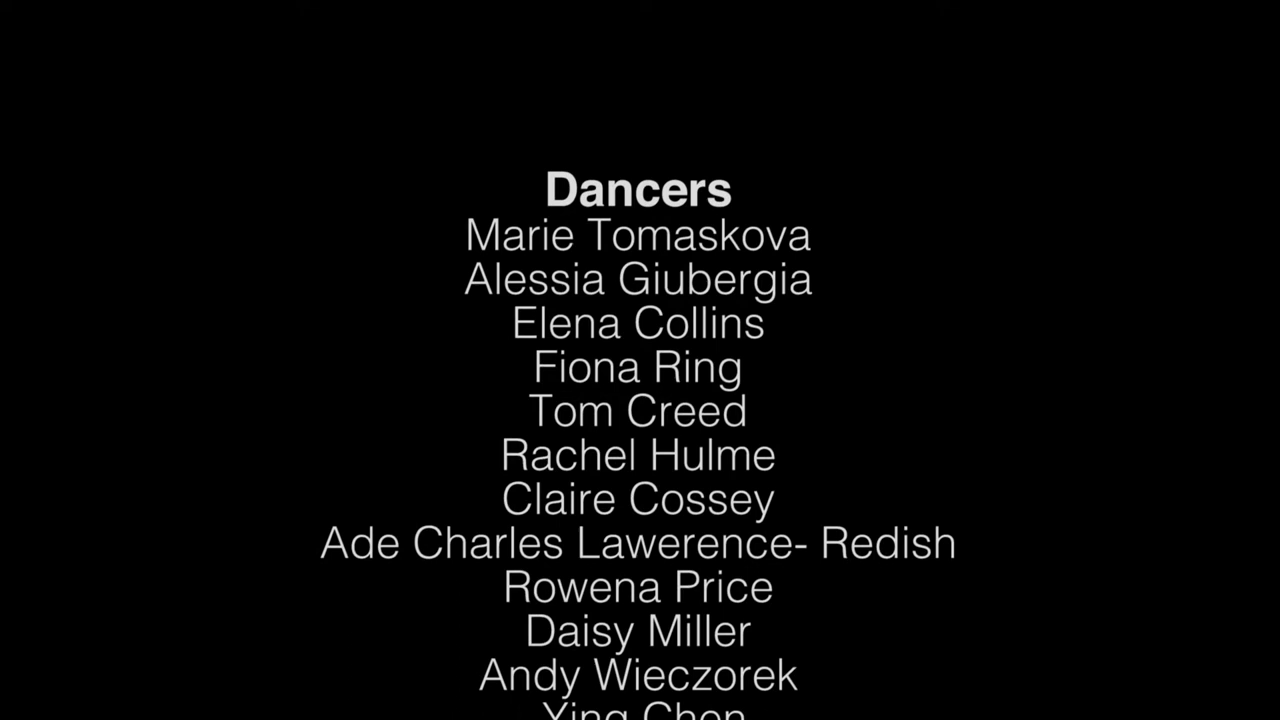 Dancers
Marie Tomaskova
Alessia Giubergia
Elena Collins
Fiona Ring
Tom Creed
Rachel Hulme
Claire Cossey
Ade Charles Lawerence- Redish
Rowena Price
Daisy Miller
Andy Wieczorek
Ying